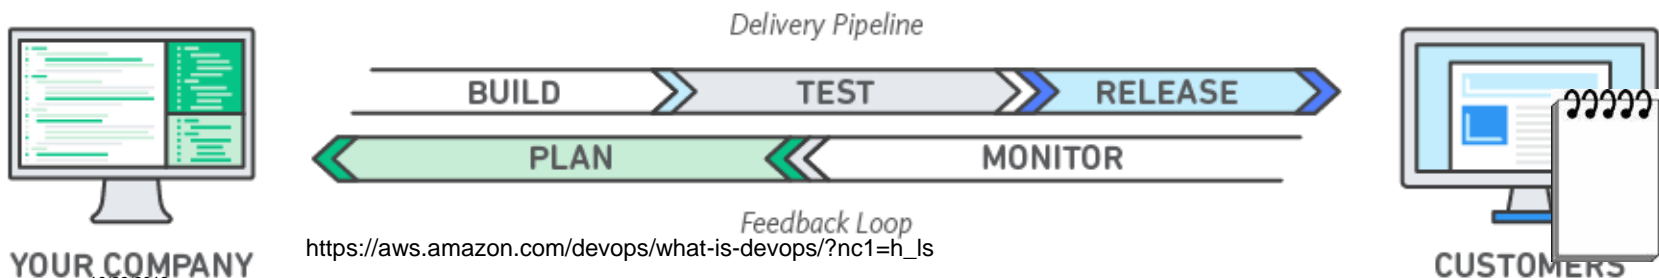 Delivery Pipeline
BUILD TEST RELEASE
PLAN MONITOR
Feedback Loop
https://aws.amazon.com/devops/what-is-devops/?nc1=h_ls
YOUR COMPANY
CUSTOMERS